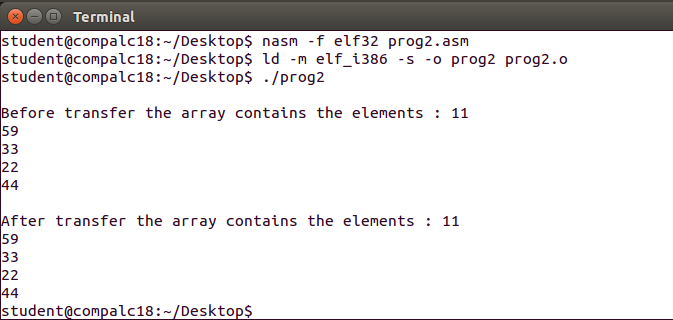 Terminal
student@compalc18:~/Desktop$ nasm -f elf32 prog2.asm
student@compalc18:~/Desktop$ ld -m elf_i386 -s -o prog2 prog2.o
student@compalc18:~/Desktop$ ./prog2
Before transfer the array contains the elements : 11
59
33
22
44
After transfer the array contains the elements : 11
59
33
22
44
student@compalc18:~/Desktop$